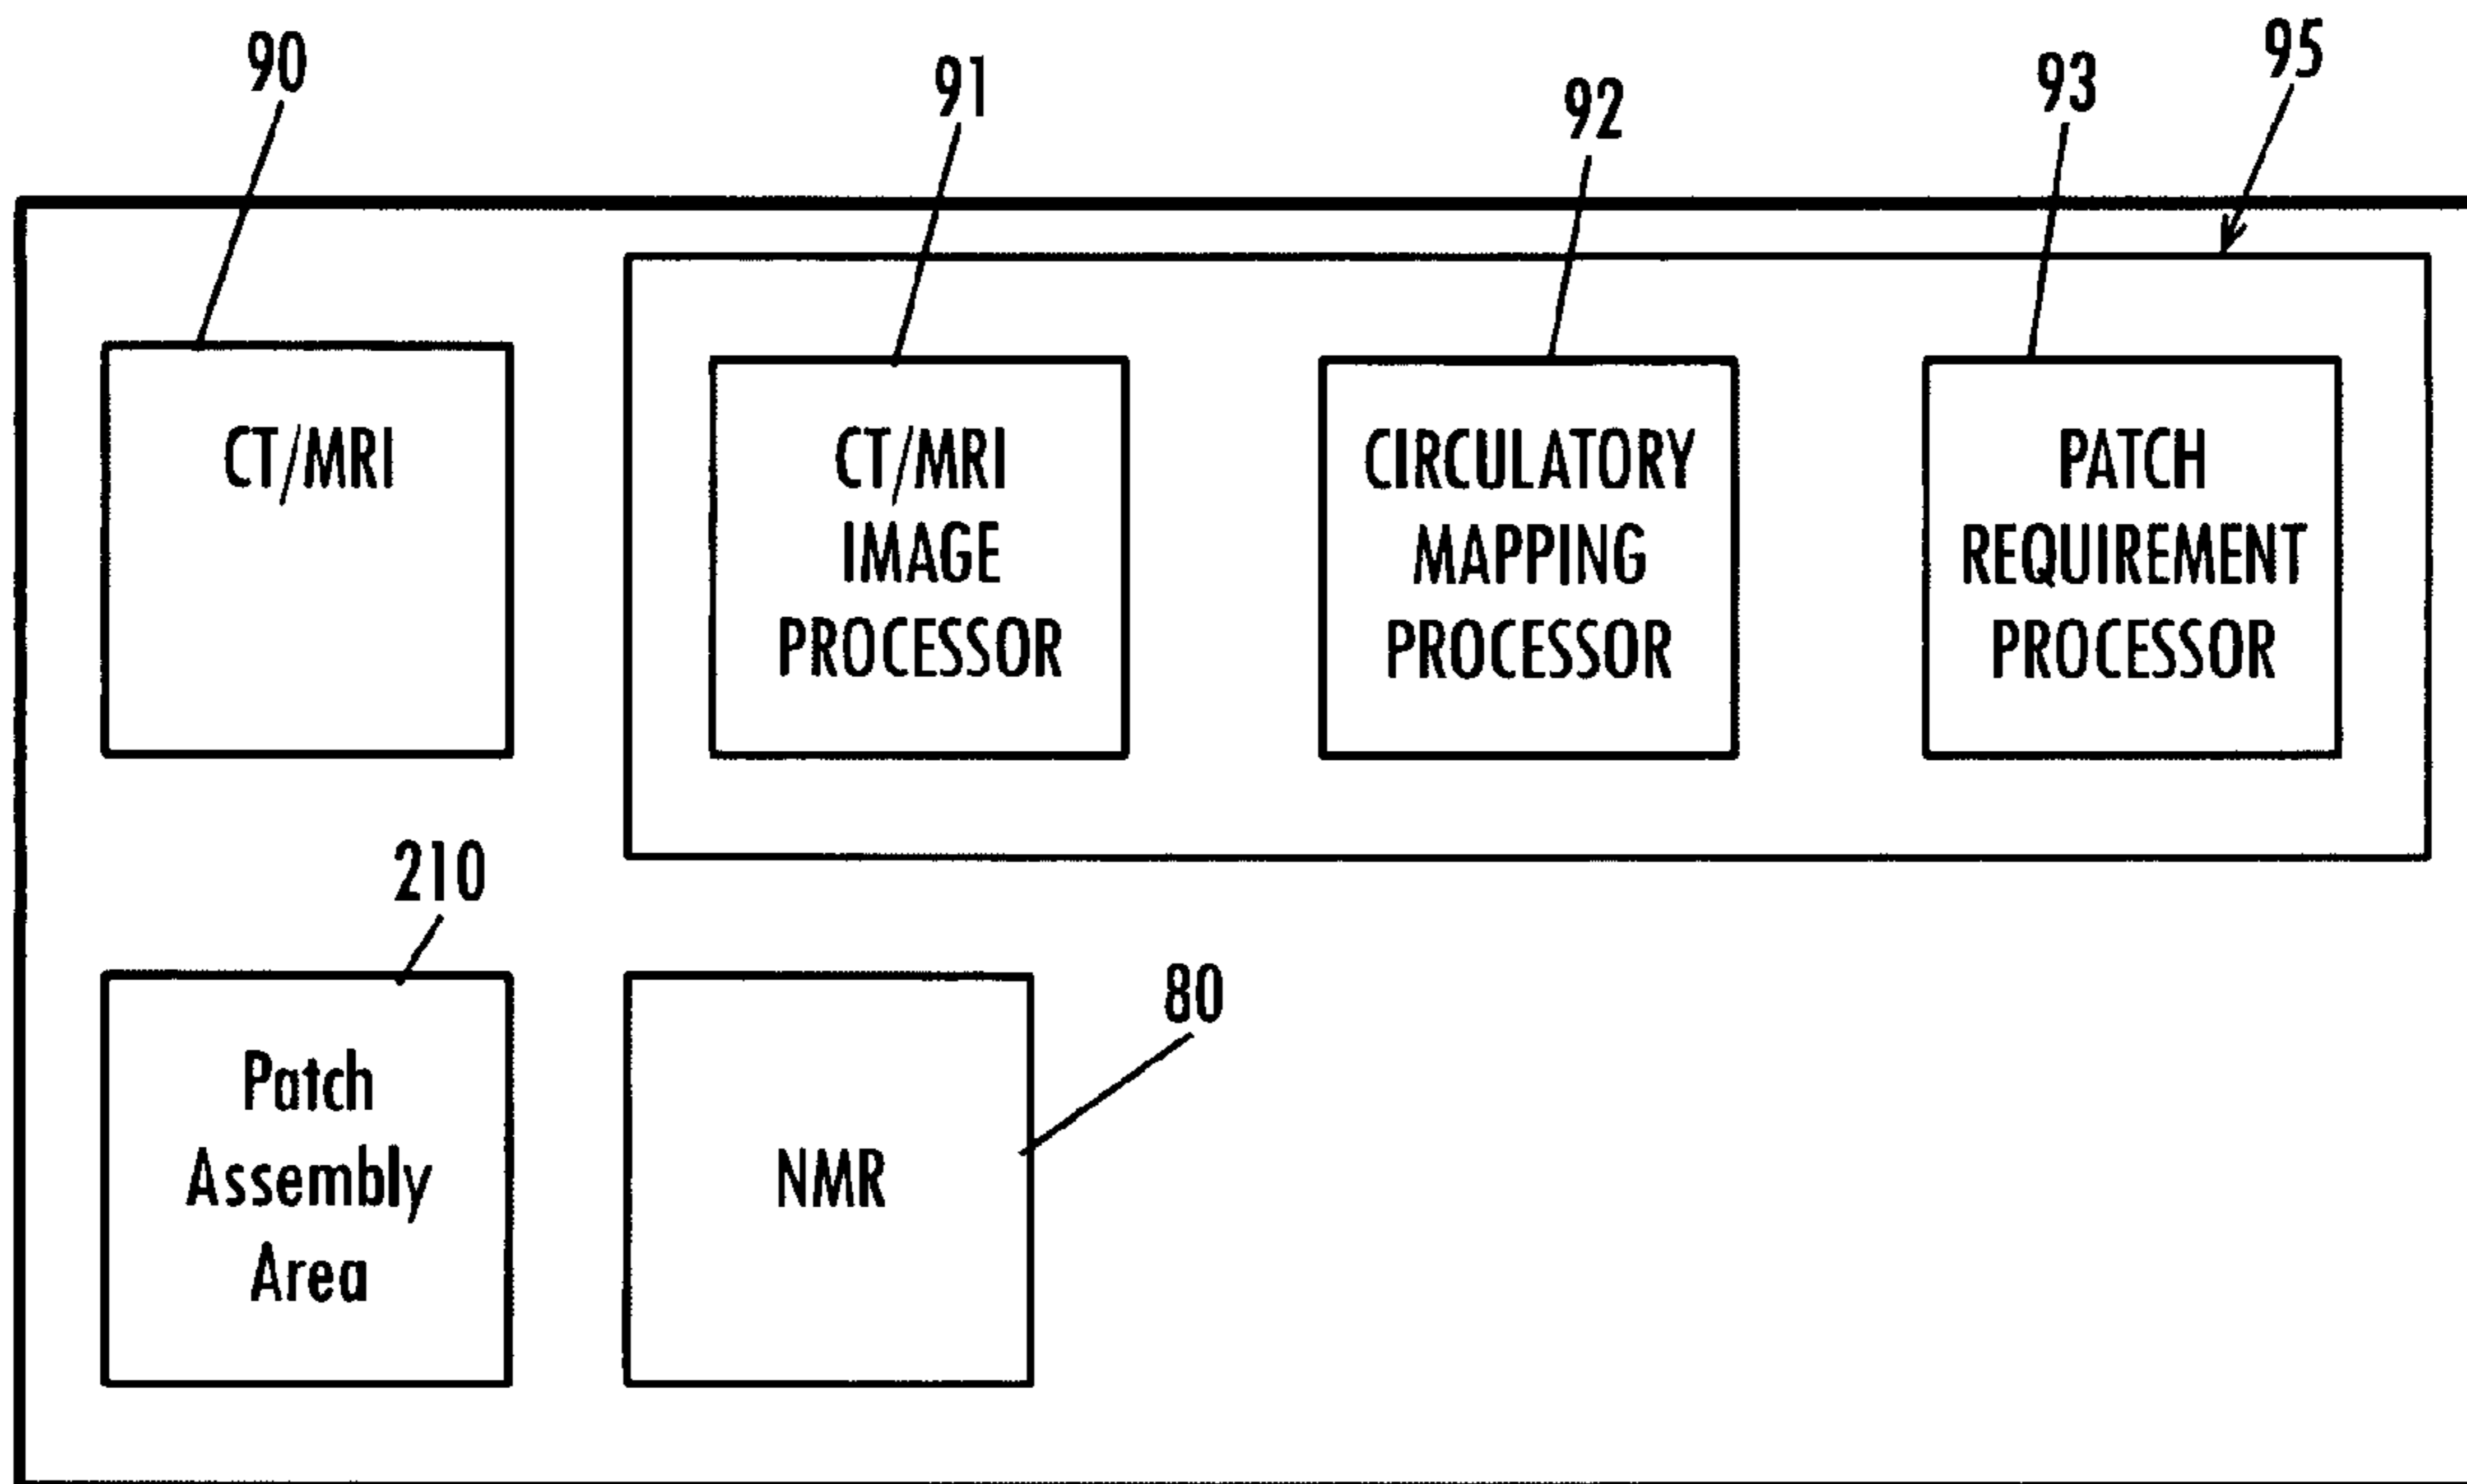 90
91
92
93
95
CT/MRI
CT/MRI
IMAGE
PROCESSOR
CIRCULATORY
MAPPING
PROCESSOR
PATCH
REQUIREMENT
PROCESSOR
210
Patch
Assembly
Area
80
NMR